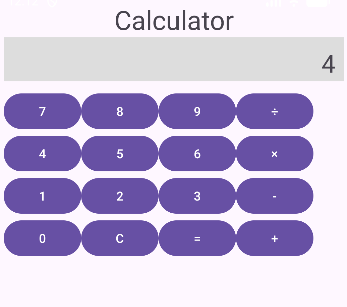 Calculator
4
7 8 9 ÷
4 5 6 ×
1 2 3 -
0 C = +